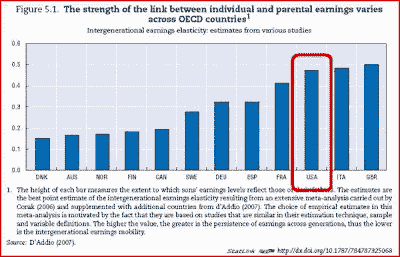 Figure 5.1. The strength of the link between individual and parental earnings varies
across OECD countries1
Intergenerational earnings elasticity: estimates from various studies
0.6
0.5
0.4
0.3
0.2
0.1
0
DNK AUS NOR FIN CAN SWE DEU ESP FRA USA ITA GBR
1. The height of each bar measures the extent to which sons' earnings levels reflect those of their fathers. The estimates are
the best point estimate of the intergenerational earnings elasticity resulting from an extensive meta-analysis carried out by
Corak (2006) and supplemented with additional countries from d'Addio (2007). The choice of empirical estimates in this
meta-analysis is motivated by the fact that they are based on studies that are similar in their estimation technique, sample
and variable definitions. The higher the value, the greater is the persistence of earnings across generations, thus the lower
is the intergenerational earnings mobility.
Source: D'Addio (2007).
StatLink http://dx.doi.org/10.1787/784787325068